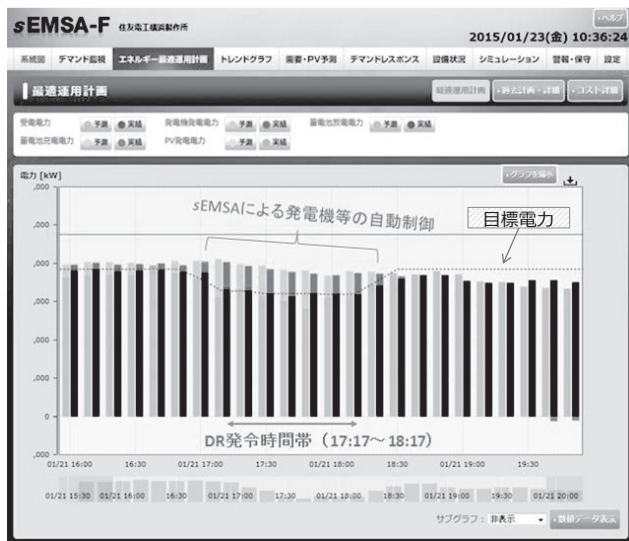 sEMSA-F 住友電工横浜製作所
ヘルプ
2015/01/23(金) 10:36:24
系統図 デマンド監視 エネルギー最適運用計画 トレンドグラフ 需要・PV予測 デマンドレスポンス 設備状況 シミュレーション 警報・保守 設定
最適運用計画
最適運用計画 過去計画・詳細 コスト詳細
受電電力 予測 実績 発電機発電電力 予測 実績 蓄電池放電電力 予測 実績
蓄電池充電電力 予測 実績 PV発電電力 予測 実績
電力 [kW]
グラフを縮小
,000
sEMSAによる発電機等の自動制御
目標電力
,000
,000
,000
,000
,000
0
,000
DR発令時間帯（17:17～18:17）
01/21 16:00 16:30 01/21 17:00 17:30 01/21 18:00 18:30 01/21 19:00 19:30
01/21 15:30 01/21 16:00 16:30 01/21 17:00 17:30 01/21 18:00 18:30 01/21 19:00 19:30 01/21 20:00
サブグラフ： 非表示 数値データ表示